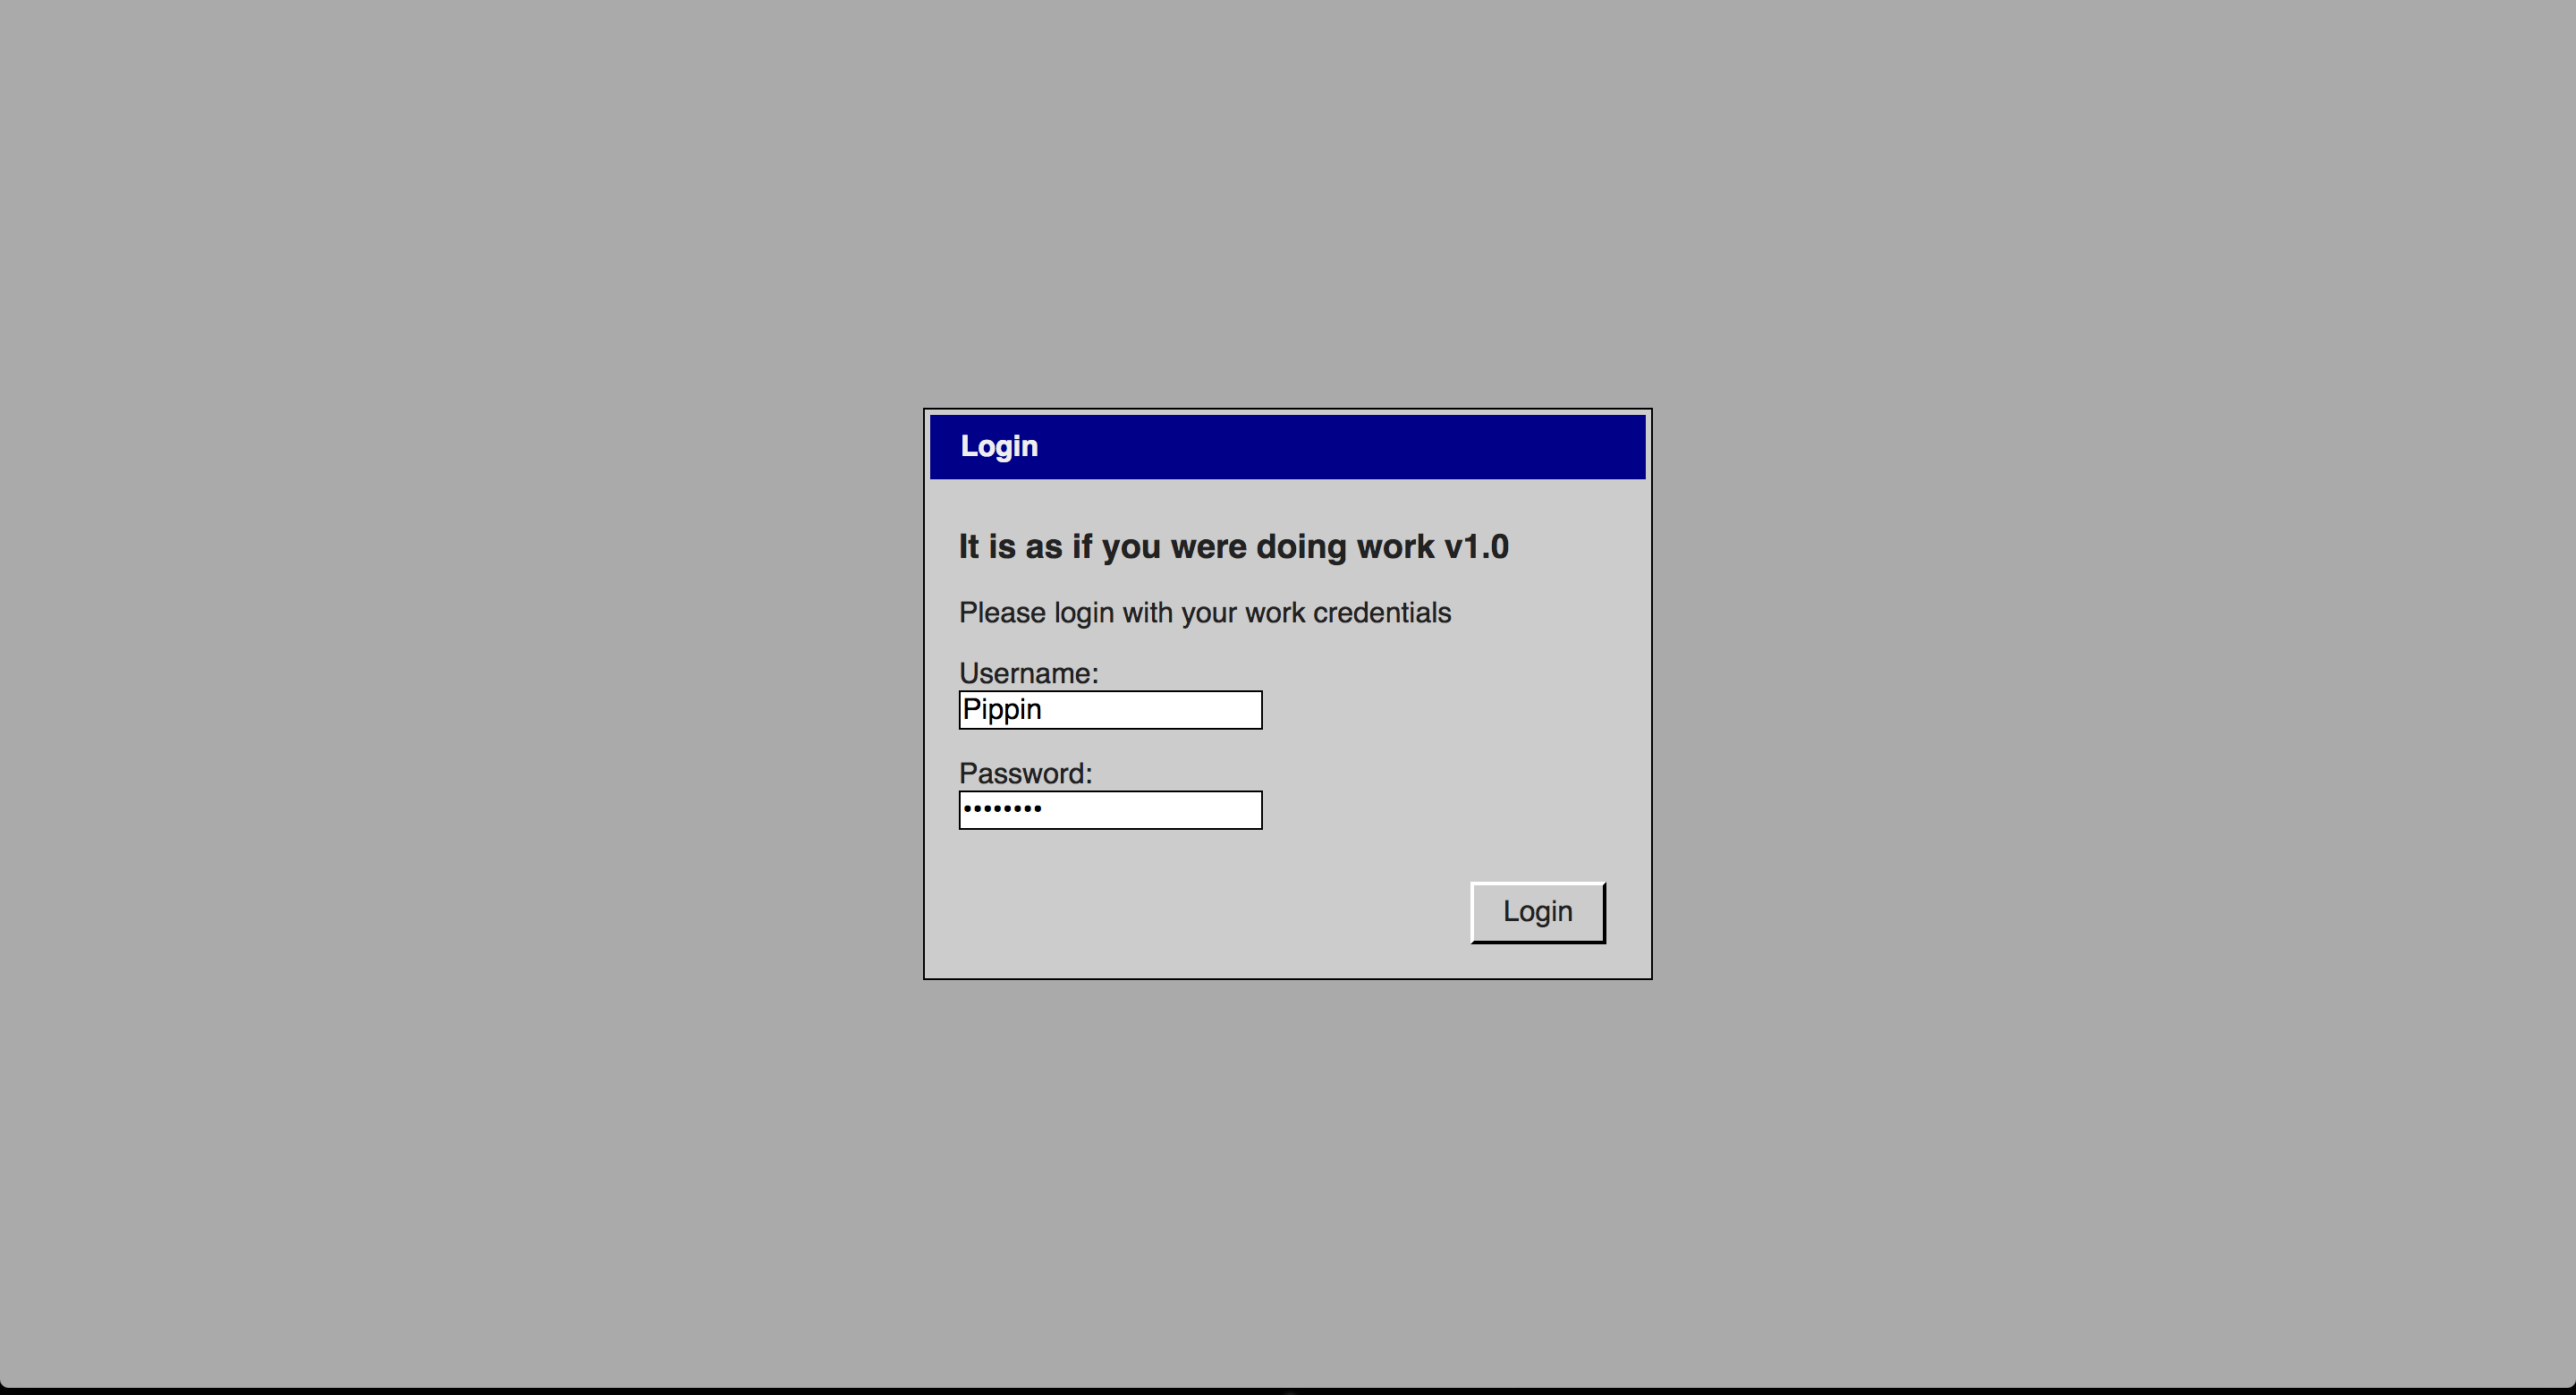 Login
It is as if you were doing work v1.0
Please login with your work credentials
Username:
Pippin
Password:
••••••••
Login